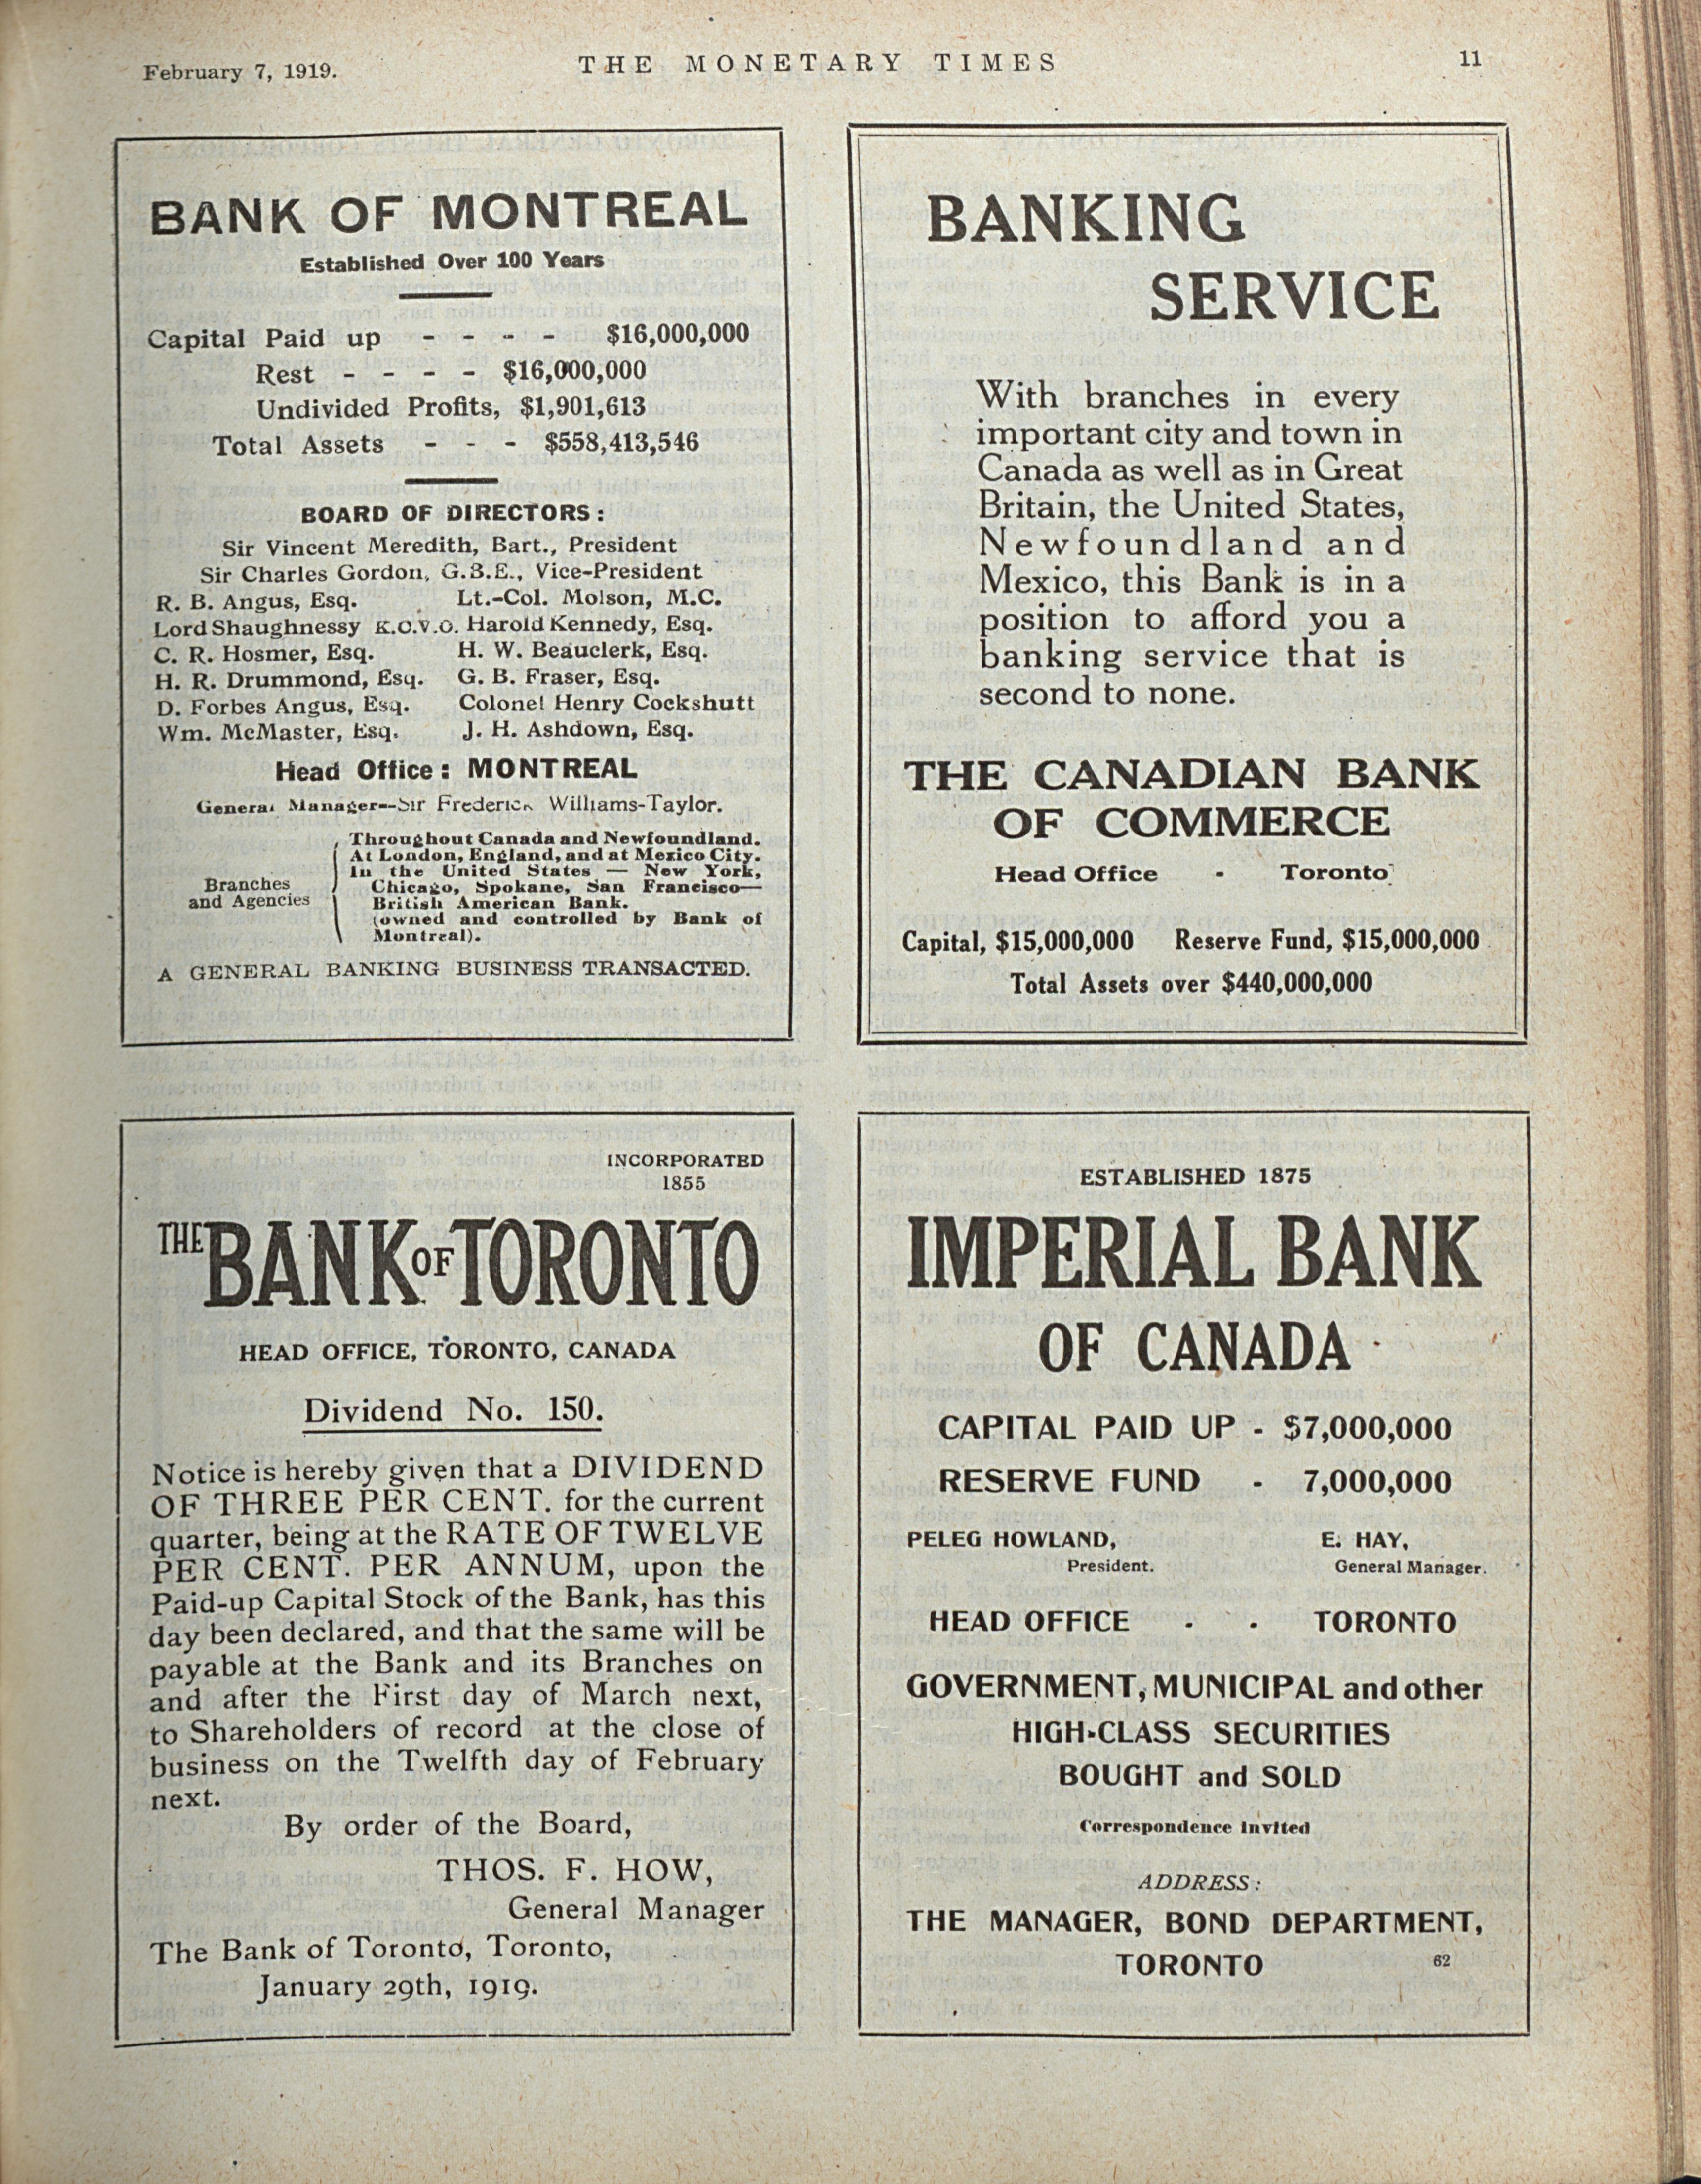 February 7, 1919.
THE MONETARY TIMES
11
BANK OF MONTREAL
Established Over 100 Years
Capital Paid up - - - - $16,000,000
Rest - - - - $16,000,000
Undivided Profits, $1,901,613
Total Assets - - - $558,413,546
BOARD OF DIRECTORS:
Sir Vincent Meredith, Bart., President
Sir Charles Gordon, G.B.E., Vice-President
R. B. Angus, Esq. Lt.-Col. Molson, M.C.
Lord Shaughnessy K.C.V.O. Harold Kennedy, Esq.
C. R. Hosmer, Esq. H. W. Beauclerk, Esq.
H. R. Drummond, Esq. G. B. Fraser, Esq.
D. Forbes Angus, Esq. Colonel Henry Cockshutt
Wm. McMaster, Esq. J. H. Ashdown, Esq.
Head Office: MONTREAL
General Manager--Sir Frederick Williams-Taylor.
Branches
and Agencies
Throughout Canada and Newfoundland.
At London, England, and at Mexico City.
In the United States — New York,
Chicago, Spokane, San Francisco—
British American Bank.
(owned and controlled by Bank of
Montreal).
A GENERAL BANKING BUSINESS TRANSACTED.
BANKING
SERVICE
With branches in every
important city and town in
Canada as well as in Great
Britain, the United States,
Newfoundland and
Mexico, this Bank is in a
position to afford you a
banking service that is
second to none.
THE CANADIAN BANK
OF COMMERCE
Head Office - Toronto
Capital, $15,000,000 Reserve Fund, $15,000,000
Total Assets over $440,000,000
INCORPORATED
1855
THE BANK OF TORONTO
HEAD OFFICE, TORONTO, CANADA
Dividend No. 150.
Notice is hereby given that a DIVIDEND
OF THREE PER CENT. for the current
quarter, being at the RATE OF TWELVE
PER CENT. PER ANNUM, upon the
Paid-up Capital Stock of the Bank, has this
day been declared, and that the same will be
payable at the Bank and its Branches on
and after the First day of March next,
to Shareholders of record at the close of
business on the Twelfth day of February
next.
By order of the Board,
THOS. F. HOW,
General Manager
The Bank of Toronto, Toronto,
January 29th, 1919.
ESTABLISHED 1875
IMPERIAL BANK
OF CANADA
CAPITAL PAID UP - $7,000,000
RESERVE FUND - 7,000,000
PELEG HOWLAND, E. HAY,
President. General Manager.
HEAD OFFICE - - TORONTO
GOVERNMENT, MUNICIPAL and other
HIGH-CLASS SECURITIES
BOUGHT and SOLD
Correspondence Invited
ADDRESS:
THE MANAGER, BOND DEPARTMENT,
TORONTO 62